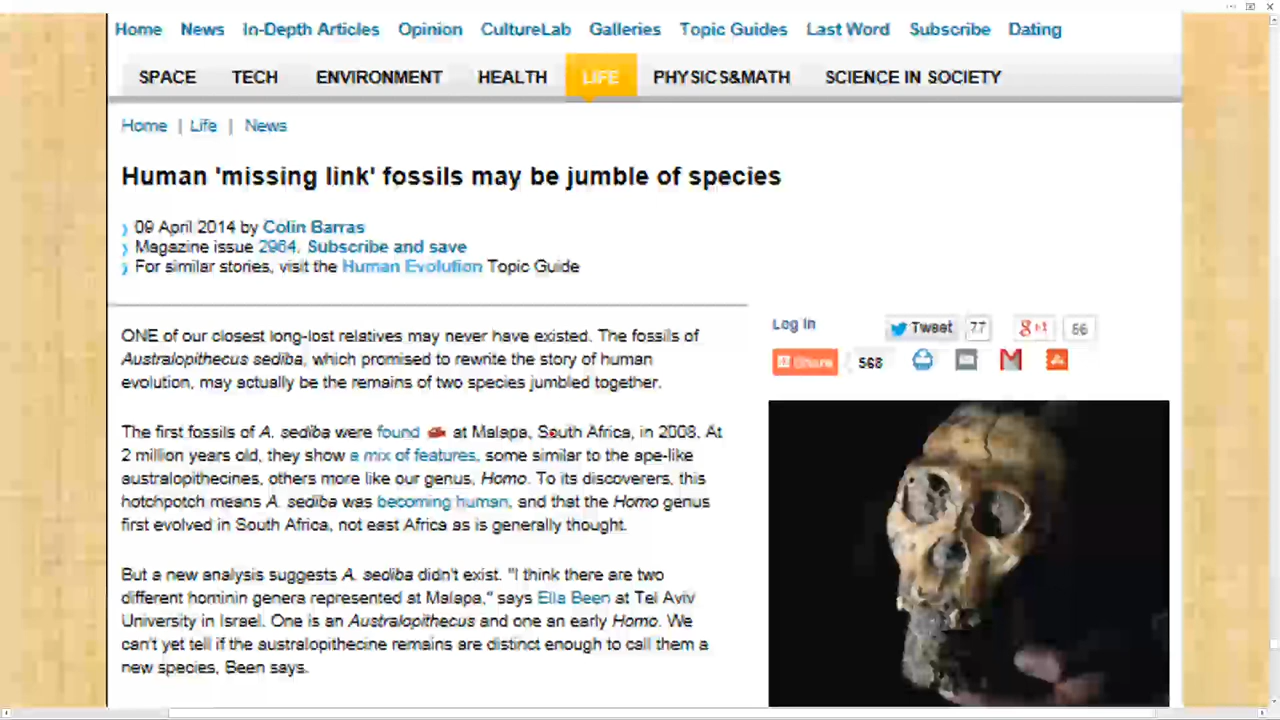 Home News In-Depth Articles Opinion CultureLab Galleries Topic Guides Last Word Subscribe Dating
SPACE TECH ENVIRONMENT HEALTH LIFE PHYSICS&MATH SCIENCE IN SOCIETY
Home | Life | News
Human 'missing link' fossils may be jumble of species
09 April 2014 by Colin Barras
Magazine issue 2964. Subscribe and save
For similar stories, visit the Human Evolution Topic Guide
Log in Tweet 77 g+1 56
Share 568
ONE of our closest long-lost relatives may never have existed. The fossils of
Australopithecus sediba, which promised to rewrite the story of human
evolution, may actually be the remains of two species jumbled together.
The first fossils of A. sediba were found at Malapa, South Africa, in 2008. At
2 million years old, they show a mix of features, some similar to the ape-like
australopithecines, others more like our genus, Homo. To its discoverers, this
hotchpotch means A. sediba was becoming human, and that the Homo genus
first evolved in South Africa, not east Africa as is generally thought.
But a new analysis suggests A. sediba didn't exist. "I think there are two
different hominin genera represented at Malapa," says Ella Been at Tel Aviv
University in Israel. One is an Australopithecus and one an early Homo. We
can't yet tell if the australopithecine remains are distinct enough to call them a
new species, Been says.